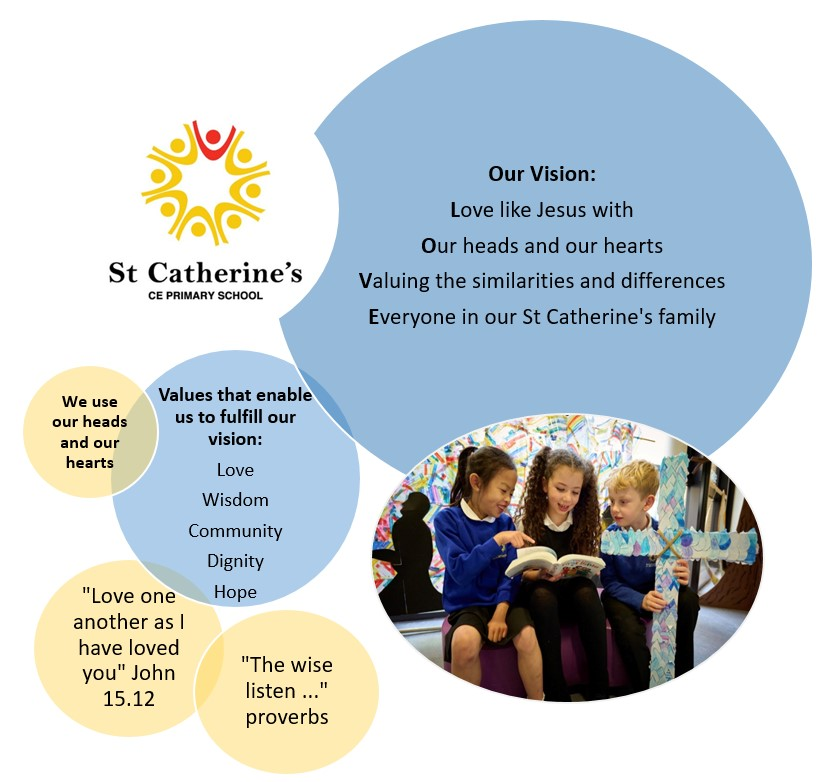 St Catherine's
CE PRIMARY SCHOOL
Our Vision:
Love like Jesus with
Our heads and our hearts
Valuing the similarities and differences
Everyone in our St Catherine's family
We use
our heads
and our
hearts
Values that enable
us to fulfill our
vision:
Love
Wisdom
Community
Dignity
Hope
"Love one
another as I
have loved
you" John
15.12
"The wise
listen ..."
proverbs